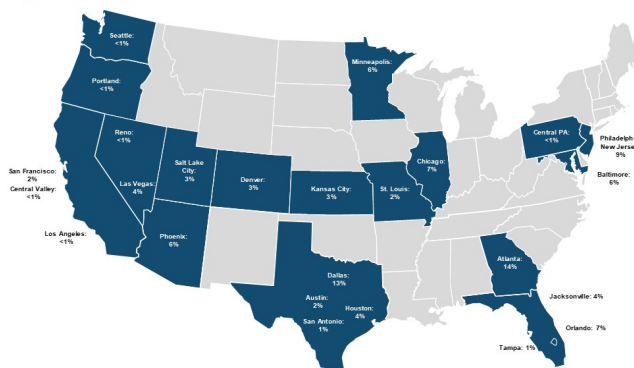 Seattle:
<1%
Portland:
<1%
Minneapolis:
6%
Central PA:
<1%
Philadelph
New Jerse
9%
Baltimore:
6%
Reno:
<1%
Salt Lake
City:
3%
Chicago:
7%
San Francisco:
2%
Central Valley:
<1%
Las Vegas:
4%
Denver:
3%
Kansas City:
3%
St. Louis:
2%
Los Angeles:
<1%
Phoenix:
6%
Atlanta:
14%
Dallas:
13%
Austin:
2%
Houston:
4%
San Antonio:
1%
Jacksonville: 4%
Orlando: 7%
Tampa: 1%